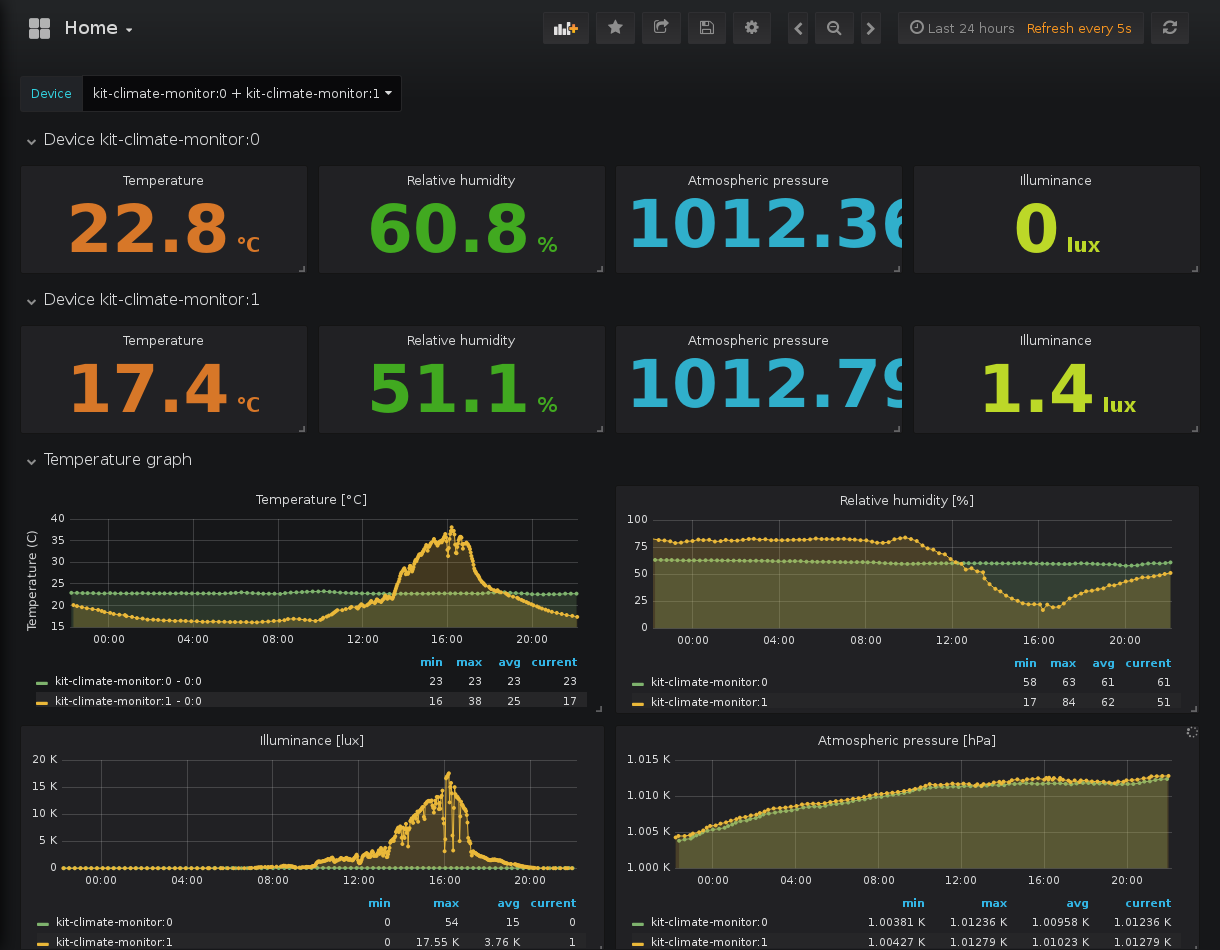 Home
Last 24 hours Refresh every 5s
Device kit-climate-monitor:0 + kit-climate-monitor:1
Device kit-climate-monitor:0
Temperature Relative humidity Atmospheric pressure Illuminance
22.8 °C 60.8 % 1012.36 0 lux
Device kit-climate-monitor:1
Temperature Relative humidity Atmospheric pressure Illuminance
17.4 °C 51.1 % 1012.79 1.4 lux
Temperature graph
Temperature [°C]
Temperature (C)
40
35
30
25
20
15
00:00 04:00 08:00 12:00 16:00 20:00
min max avg current
kit-climate-monitor:0 - 0:0 23 23 23 23
kit-climate-monitor:1 - 0:0 16 38 25 17
Relative humidity [%]
100
75
50
25
0
00:00 04:00 08:00 12:00 16:00 20:00
min max avg current
kit-climate-monitor:0 58 63 61 61
kit-climate-monitor:1 17 84 62 51
Illuminance [lux]
20 K
15 K
10 K
5 K
0
00:00 04:00 08:00 12:00 16:00 20:00
min max avg current
kit-climate-monitor:0 0 54 15 0
kit-climate-monitor:1 0 17.55 K 3.76 K 1
Atmospheric pressure [hPa]
1.015 K
1.010 K
1.005 K
1.000 K
00:00 04:00 08:00 12:00 16:00 20:00
min max avg current
kit-climate-monitor:0 1.00381 K 1.01236 K 1.00958 K 1.01236 K
kit-climate-monitor:1 1.00427 K 1.01279 K 1.01023 K 1.01279 K